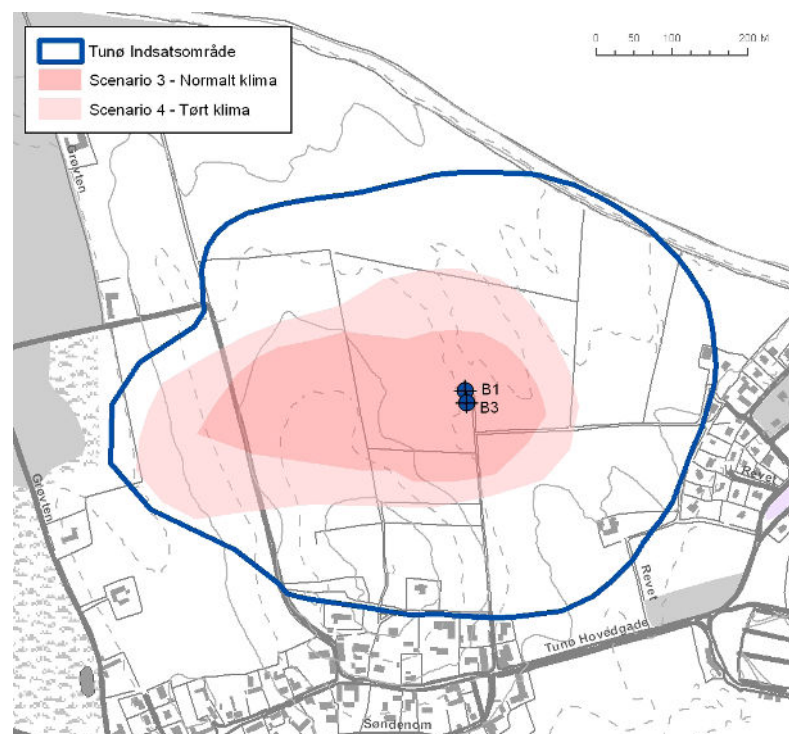 Tunø Indsatsområde
Scenario 3 - Normalt klima
Scenario 4 - Tørt klima
0 50 100 200 M
Grøvten
B1
B3
Revet
Grøvten
Revet
Tunø Hovedgade
Søndenom